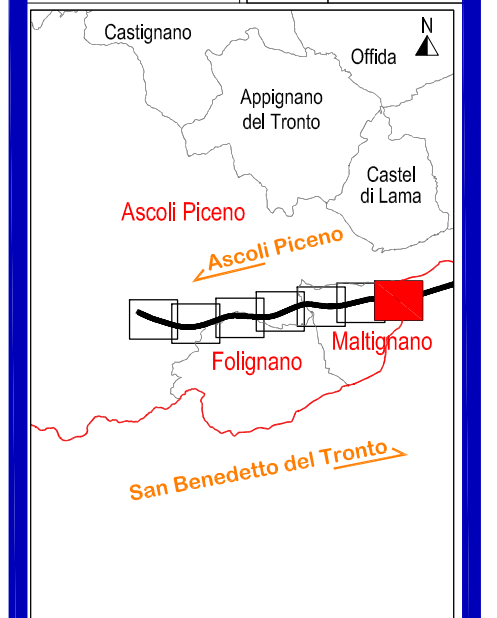 Castignano
N
Offida
Appignano
del Tronto
Castel
di Lama
Ascoli Piceno
Ascoli Piceno
Maltignano
Folignano
San Benedetto del Tronto